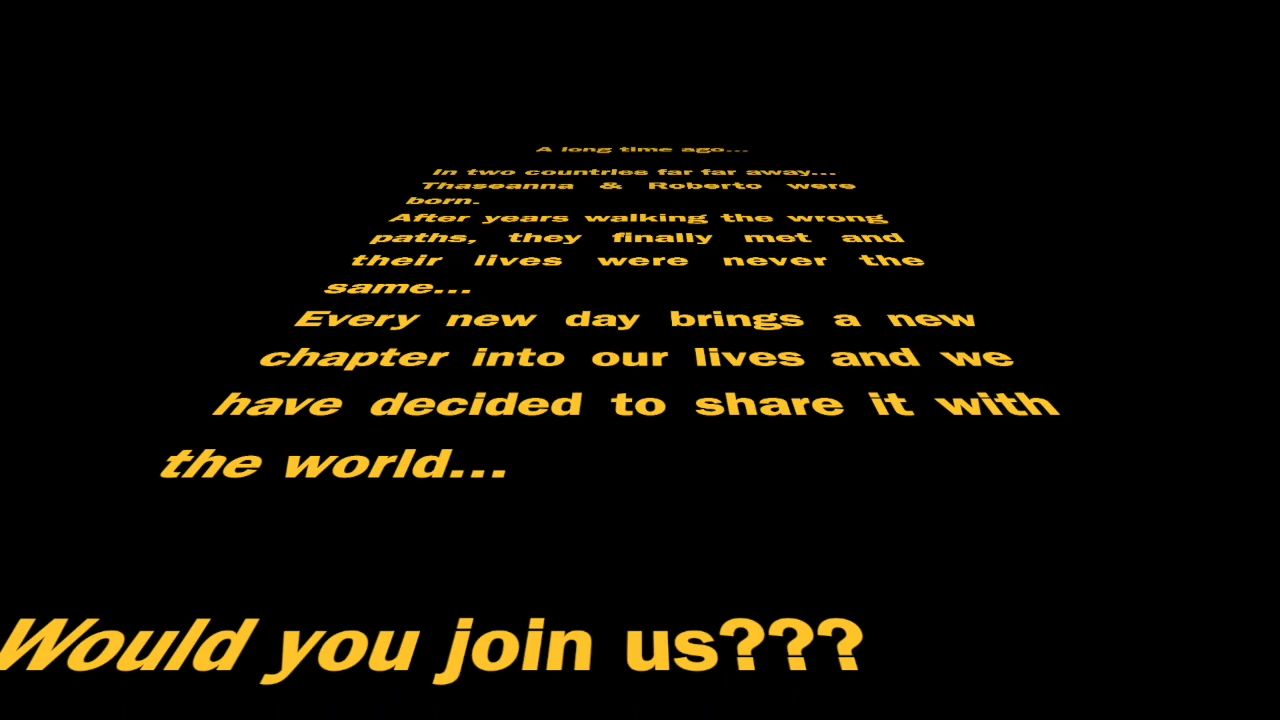 A long time ago...
In two countries far far away...
Thaseanna & Roberto were
born.
After years walking the wrong
paths, they finally met and
their lives were never the
same...
Every new day brings a new
chapter into our lives and we
have decided to share it with
the world...
Would you join us???